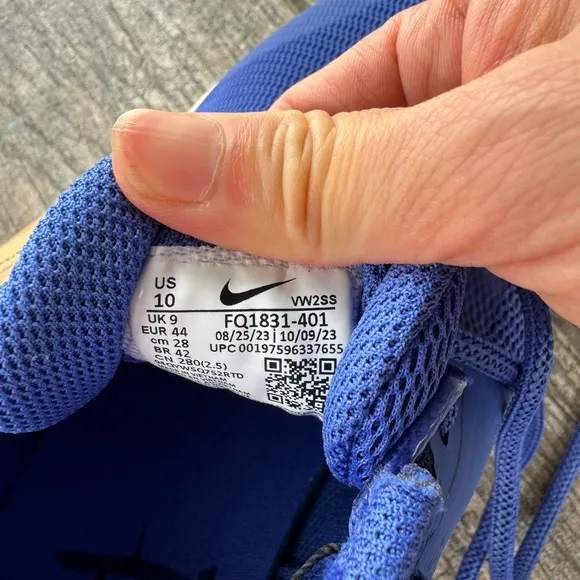 US
10
VW2SS
UK 9
FQ1831-401
EUR 44
08/25/23 | 10/09/23
cm 28
UPC 00197596337655
BR 42
CN 280(2.5)
VIETNAM